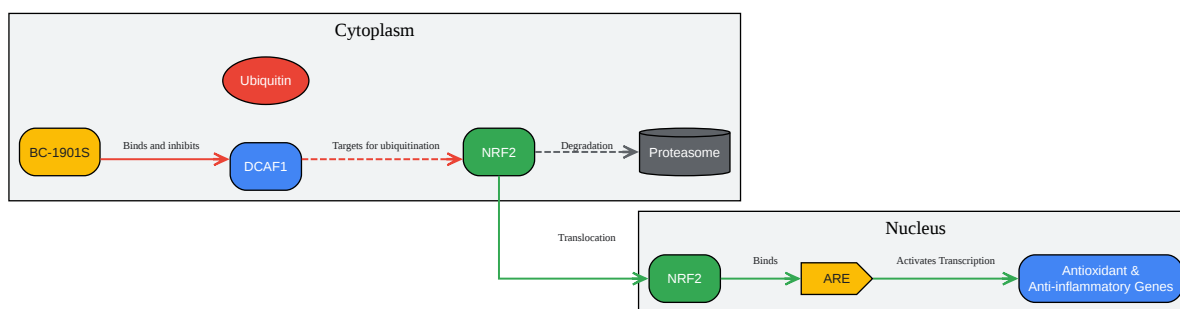 Cytoplasm
Ubiquitin
BC-1901S
Binds and inhibits
DCAF1
Targets for ubiquitination
NRF2
Degradation
Proteasome
Translocation
Nucleus
NRF2
Binds
ARE
Activates Transcription
Antioxidant &
Anti-inflammatory Genes